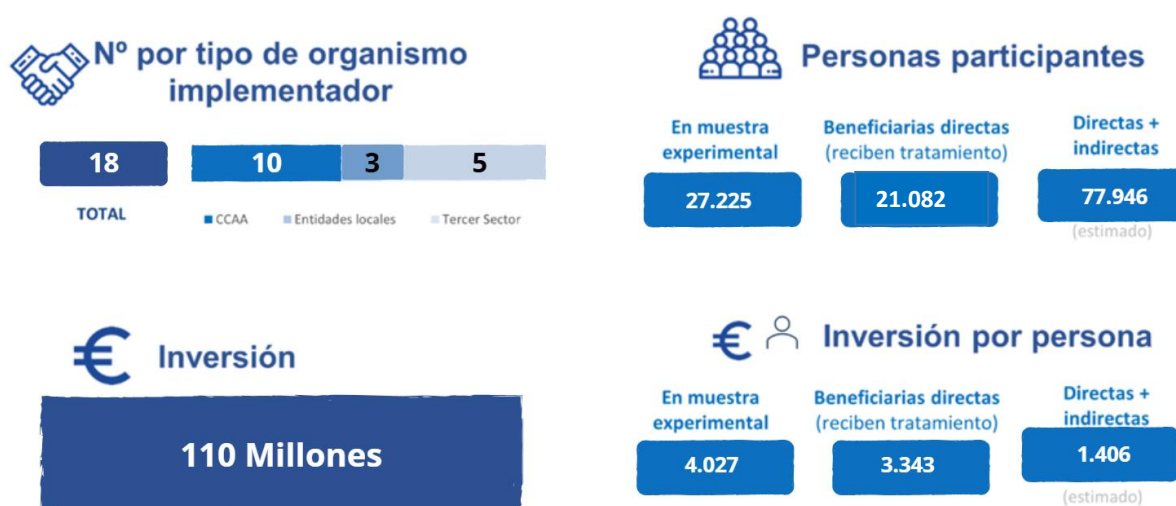 Nº por tipo de organismo
implementador
18
10
3
5
TOTAL
CCAA
Entidades locales
Tercer Sector
Personas participantes
En muestra
experimental
Beneficiarias directas
(reciben tratamiento)
Directas +
indirectas
27.225
21.082
77.946
(estimado)
€ Inversión
110 Millones
€ Inversión por persona
En muestra
experimental
Beneficiarias directas
(reciben tratamiento)
Directas +
indirectas
4.027
3.343
1.406
(estimado)